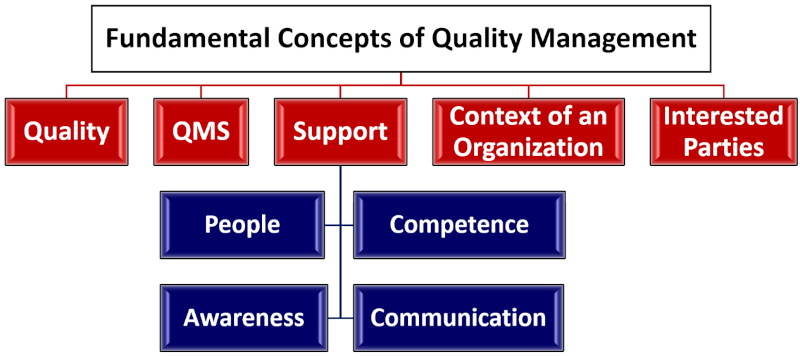 Fundamental Concepts of Quality Management
Quality
QMS
Support
Context of an
Organization
Interested
Parties
People
Competence
Awareness
Communication